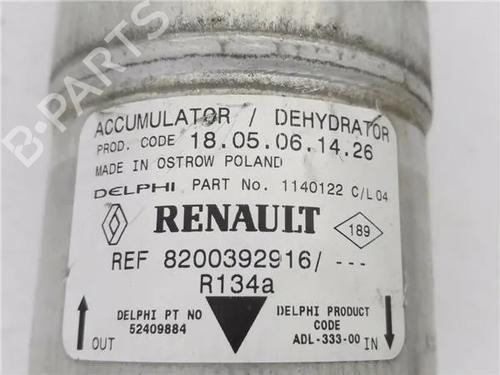 ACCUMULATOR / DEHYDRATOR
PROD. CODE 18.05.06.14.26
MADE IN OSTROW POLAND
DELPHI PART No. 1140122 C/L04
RENAULT 189
REF 8200392916/ ---
R134a
DELPHI PT NO
52409884
OUT
DELPHI PRODUCT
CODE
ADL-333-00 IN
B-PARTS